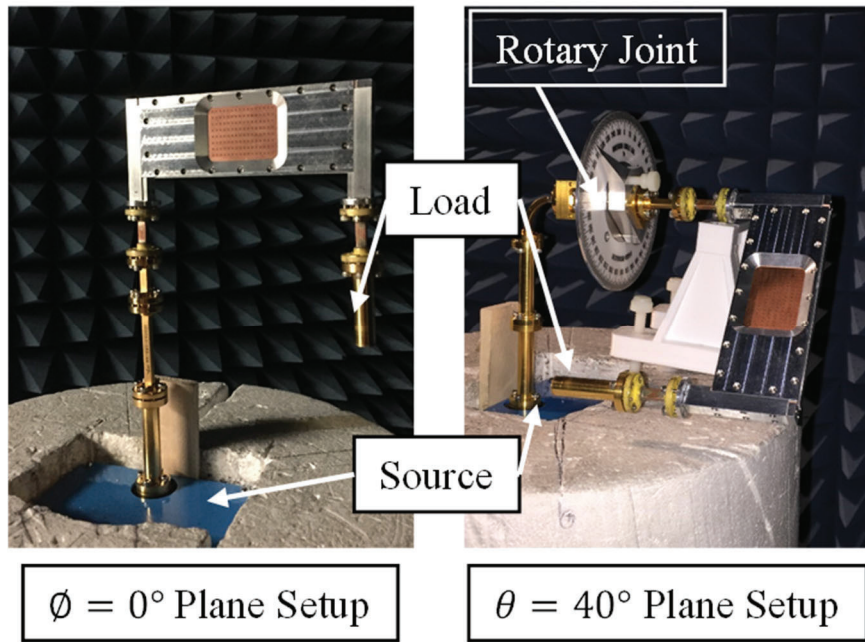 Rotary Joint
Load
Source
∅ = 0° Plane Setup
θ = 40° Plane Setup